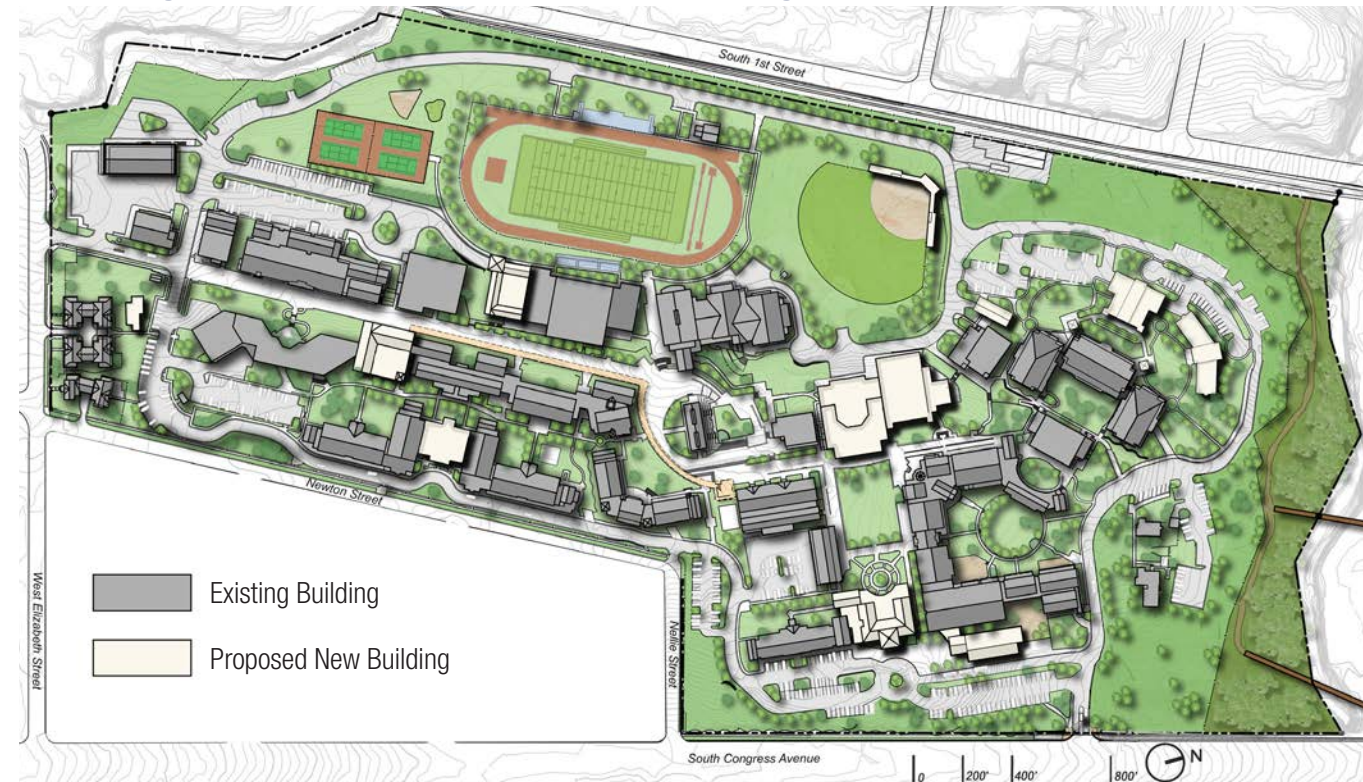 South 1st Street
Newton Street
West Elizabeth Street
Nellie Street
Existing Building
Proposed New Building
South Congress Avenue
0 200' 400' 800'
N